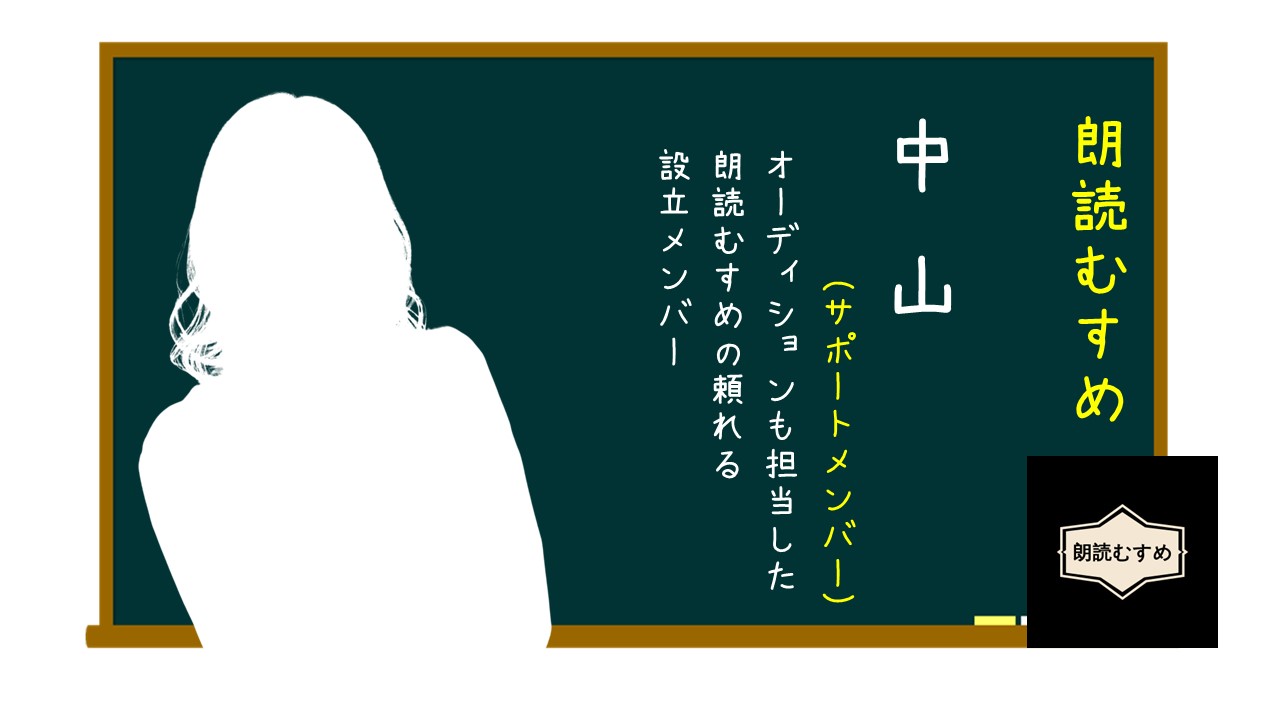 朗読むすめ
中山
（サポートメンバー）
オーディションも担当した
朗読むすめの頼れる
設立メンバー
朗読むすめ